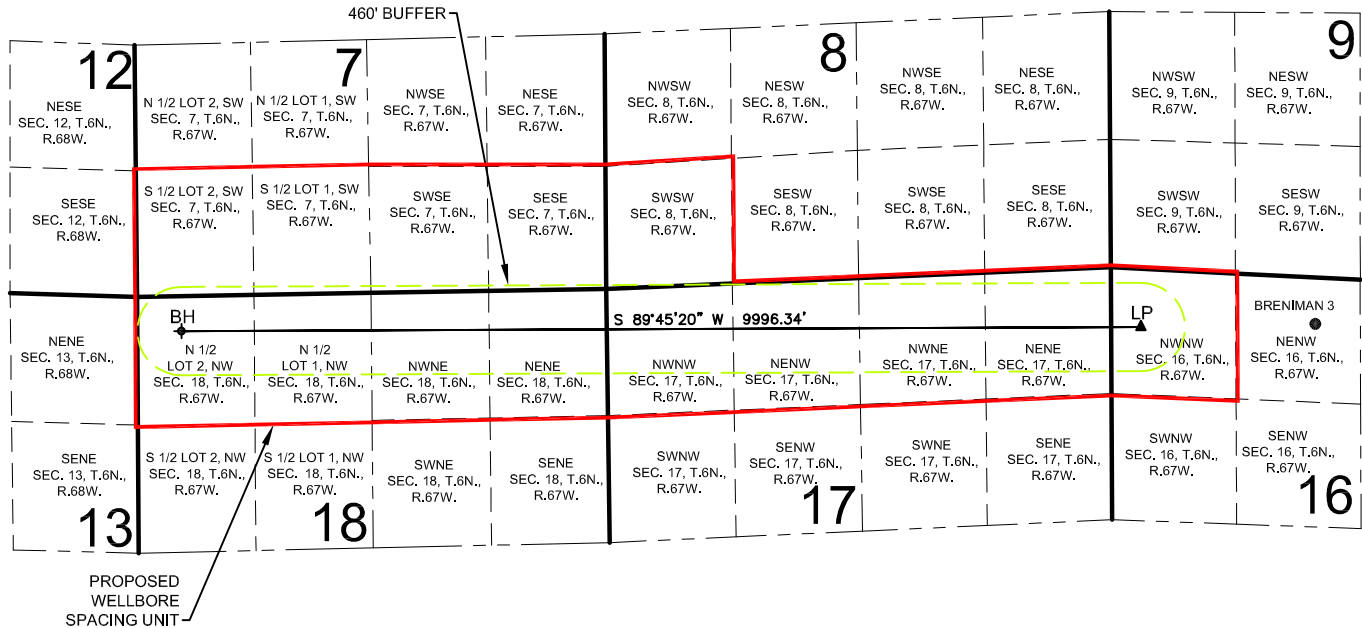 460' BUFFER
12
7
8
9
NESE
SEC. 12, T.6N.,
R.68W.
N 1/2 LOT 2, SW
SEC. 7, T.6N.,
R.67W.
N 1/2 LOT 1, SW
SEC. 7, T.6N.,
R.67W.
NWSE
SEC. 7, T.6N.,
R.67W.
NESE
SEC. 7, T.6N.,
R.67W.
NWSW
SEC. 8, T.6N.,
R.67W.
NESW
SEC. 8, T.6N.,
R.67W.
NWSE
SEC. 8, T.6N.,
R.67W.
NESE
SEC. 8, T.6N.,
R.67W.
NWSW
SEC. 9, T.6N.,
R.67W.
NESW
SEC. 9, T.6N.,
R.67W.
SESE
SEC. 12, T.6N.,
R.68W.
S 1/2 LOT 2, SW
SEC. 7, T.6N.,
R.67W.
S 1/2 LOT 1, SW
SEC. 7, T.6N.,
R.67W.
SWSE
SEC. 7, T.6N.,
R.67W.
SESE
SEC. 7, T.6N.,
R.67W.
SWSW
SEC. 8, T.6N.,
R.67W.
SESW
SEC. 8, T.6N.,
R.67W.
SWSE
SEC. 8, T.6N.,
R.67W.
SESE
SEC. 8, T.6N.,
R.67W.
SWSW
SEC. 9, T.6N.,
R.67W.
SESW
SEC. 9, T.6N.,
R.67W.
BH
S 89°45'20" W 9996.34'
LP
BRENIMAN 3
NENE
SEC. 13, T.6N.,
R.68W.
N 1/2
LOT 2, NW
SEC. 18, T.6N.,
R.67W.
N 1/2
LOT 1, NW
SEC. 18, T.6N.,
R.67W.
NWNE
SEC. 18, T.6N.,
R.67W.
NENE
SEC. 18, T.6N.,
R.67W.
NWNW
SEC. 17, T.6N.,
R.67W.
NENW
SEC. 17, T.6N.,
R.67W.
NWNE
SEC. 17, T.6N.,
R.67W.
NENE
SEC. 17, T.6N.,
R.67W.
NWNW
SEC. 16, T.6N.,
R.67W.
NENW
SEC. 16, T.6N.,
R.67W.
SENE
SEC. 13, T.6N.,
R.68W.
S 1/2 LOT 2, NW
SEC. 18, T.6N.,
R.67W.
S 1/2 LOT 1, NW
SEC. 18, T.6N.,
R.67W.
SWNE
SEC. 18, T.6N.,
R.67W.
SENE
SEC. 18, T.6N.,
R.67W.
SWNW
SEC. 17, T.6N.,
R.67W.
SENW
SEC. 17, T.6N.,
R.67W.
SWNE
SEC. 17, T.6N.,
R.67W.
SENE
SEC. 17, T.6N.,
R.67W.
SWNW
SEC. 16, T.6N.,
R.67W.
SENW
SEC. 16, T.6N.,
R.67W.
13
18
17
16
PROPOSED
WELLBORE
SPACING UNIT